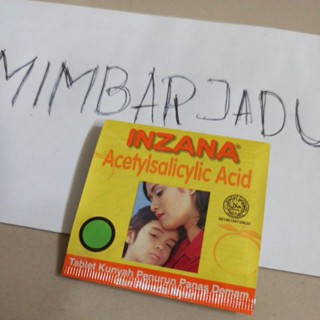 MIMBARJADU
INZANA®
Acetylsalicylic Acid
Tablet Kunyah Penurun Panas Demam